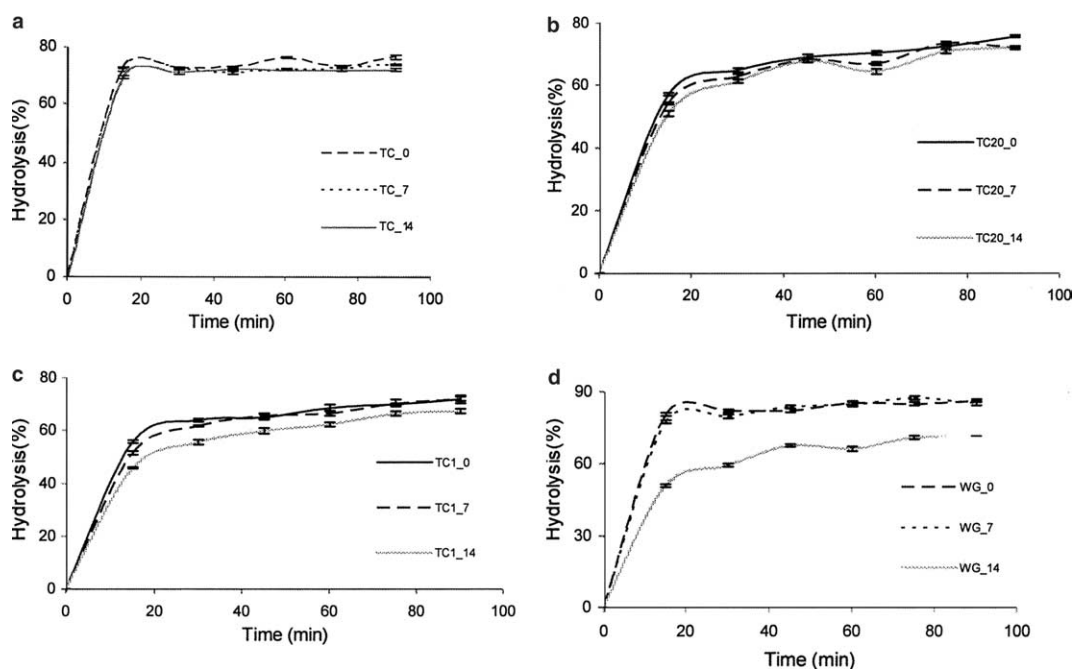 a
Hydrolysis(%)
80
60
40
20
0
TC_0
TC_7
TC_14
0 20 40 60 80 100
Time (min)
b
Hydrolysis(%)
80
60
40
20
0
TC20_0
TC20_7
TC20_14
0 20 40 60 80 100
Time (min)
c
Hydrolysis(%)
80
60
40
20
0
TC1_0
TC1_7
TC1_14
0 20 40 60 80 100
Time (min)
d
Hydrolysis(%)
90
60
30
0
WG_0
WG_7
WG_14
0 20 40 60 80 100
Time (min)